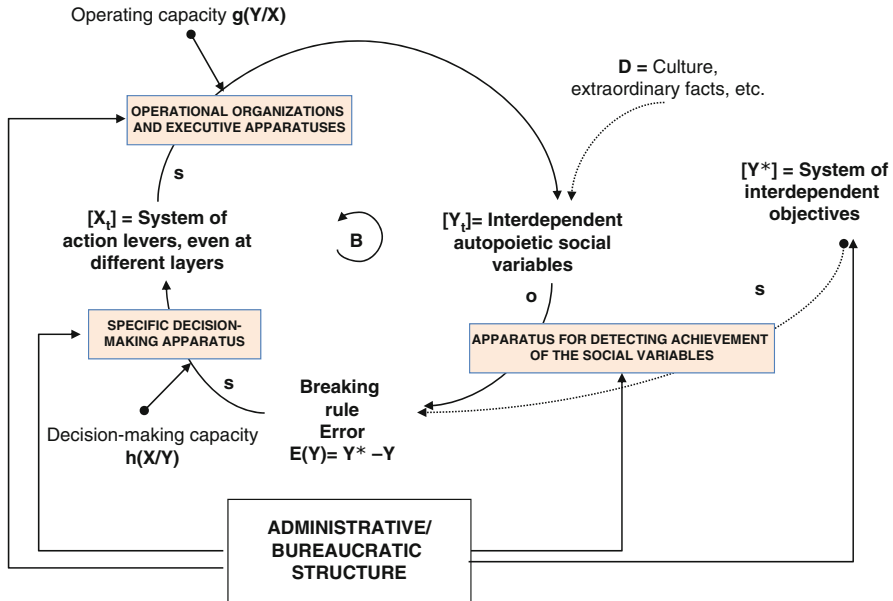 Operating capacity g(Y/X)
D = Culture,
extraordinary facts, etc.
OPERATIONAL ORGANIZATIONS
AND EXECUTIVE APPARATUSES
s
[Y*] = System of
interdependent
objectives
[Xt] = System of
action levers, even at
different layers
B
[Yt]= Interdependent
autopoietic social
variables
o
s
SPECIFIC DECISION-
MAKING APPARATUS
APPARATUS FOR DETECTING ACHIEVEMENT
OF THE SOCIAL VARIABLES
s
Breaking
rule
Error
E(Y)= Y* –Y
Decision-making capacity
h(X/Y)
ADMINISTRATIVE/
BUREAUCRATIC
STRUCTURE